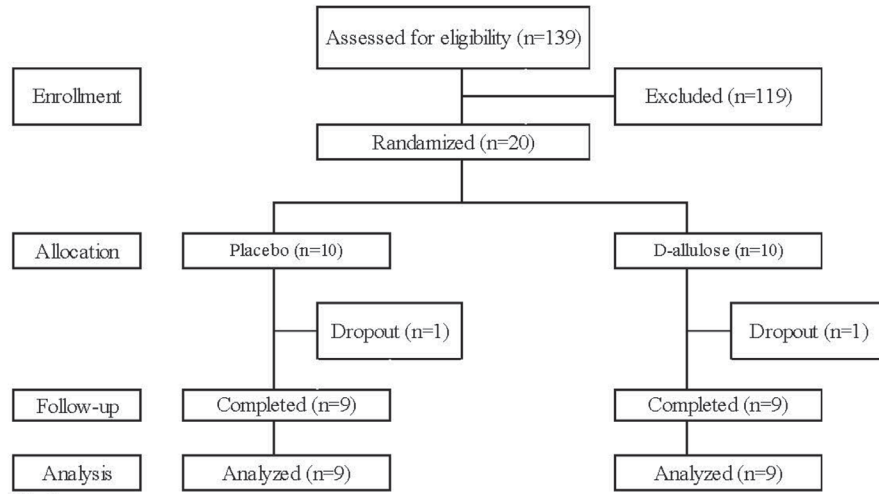 Assessed for eligibility (n=139)
Enrollment
Excluded (n=119)
Randamized (n=20)
Allocation
Placebo (n=10)
D-allulose (n=10)
Dropout (n=1)
Dropout (n=1)
Follow-up
Completed (n=9)
Completed (n=9)
Analysis
Analyzed (n=9)
Analyzed (n=9)